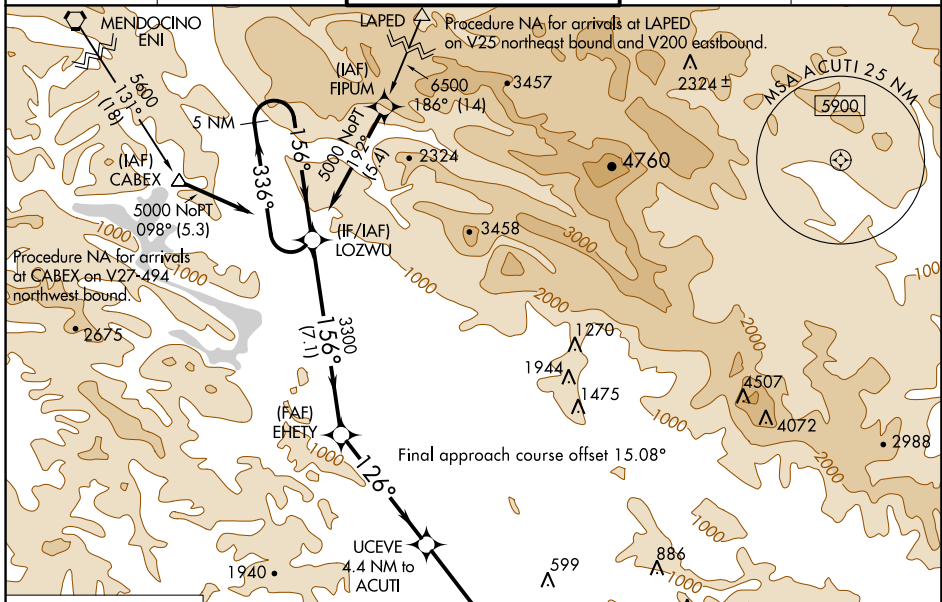 MENDOCINO
ENI
5600
131°
(18)
LAPED
Procedure NA for arrivals at LAPED
on V25 northeast bound and V200 eastbound.
(IAF)
FIPUM
6500
186° (14)
3457
2324 ±
MSA ACUTI 25 NM
5900
5 NM
156°
336°
5000 NoPT
192°
(15.4)
2324
4760
(IAF)
CABEX
5000 NoPT
098° (5.3)
1000
(IF/IAF)
LOZWU
3458
3000
Procedure NA for arrivals
at CABEX on V27-494
northwest bound.
1000
1000
100
2000
2675
3300
156°
(7.1)
1270
1944
1475
2000
4507
4072
1000
2988
2000
(FAF)
EHETY
1000
126°
Final approach course offset 15.08°
UCEVE
4.4 NM to
ACUTI
1940
599
1000
886
1000